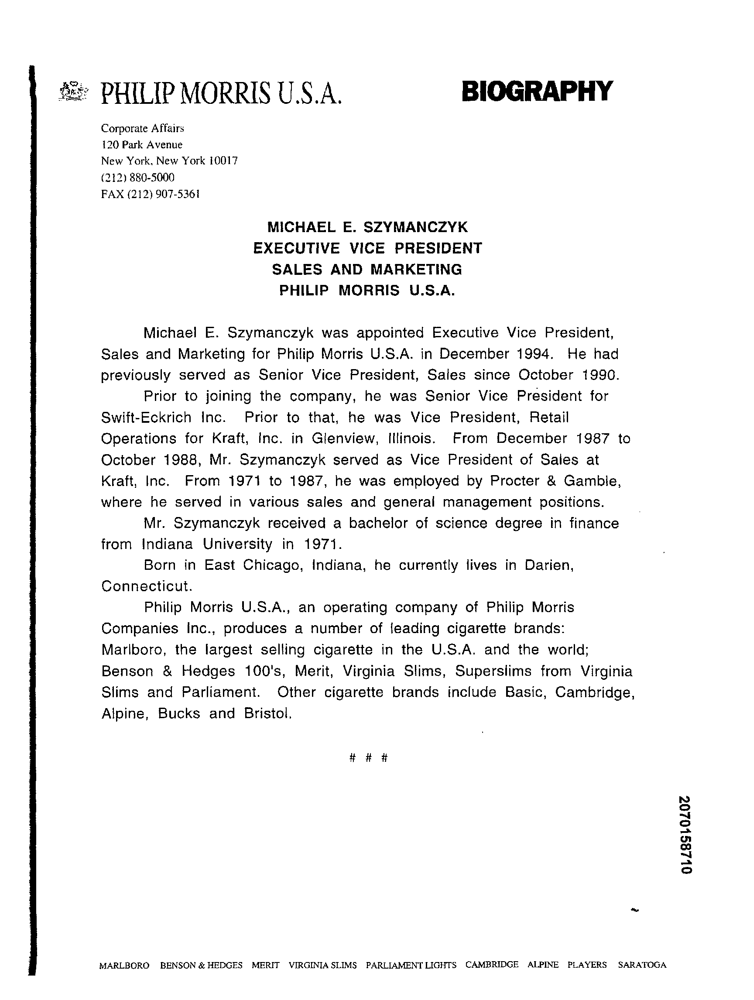 PHILIP MORRIS U.S.A.
BIOGRAPHY
Corporate Affairs
120 Park Avenue
New York, New York 10017
(212) 880-5000
FAX (212) 907-5361
MICHAEL E. SZYMANCZYK
EXECUTIVE VICE PRESIDENT
SALES AND MARKETING
PHILIP MORRIS U.S.A.
Michael E. Szymanczyk was appointed Executive Vice President,
Sales and Marketing for Philip Morris U.S.A. in December 1994. He had
previously served as Senior Vice President, Sales since October 1990.
Prior to joining the company, he was Senior Vice President for
Swift-Eckrich Inc. Prior to that, he was Vice President, Retail
Operations for Kraft, Inc. in Glenview, Illinois. From December 1987 to
October 1988, Mr. Szymanczyk served as Vice President of Sales at
Kraft, Inc. From 1971 to 1987, he was employed by Procter & Gamble,
where he served in various sales and general management positions.
Mr. Szymanczyk received a bachelor of science degree in finance
from Indiana University in 1971.
Born in East Chicago, Indiana, he currently lives in Darien,
Connecticut.
Philip Morris U.S.A., an operating company of Philip Morris
Companies Inc., produces a number of leading cigarette brands:
Marlboro, the largest selling cigarette in the U.S.A. and the world;
Benson & Hedges 100's, Merit, Virginia Slims, Superslims from Virginia
Slims and Parliament. Other cigarette brands include Basic, Cambridge,
Alpine, Bucks and Bristol.
# # #
2070158710
MARLBORO BENSON & HEDGES MERIT VIRGINIA SLIMS PARLIAMENT LIGHTS CAMBRIDGE ALPINE PLAYERS SARATOGA